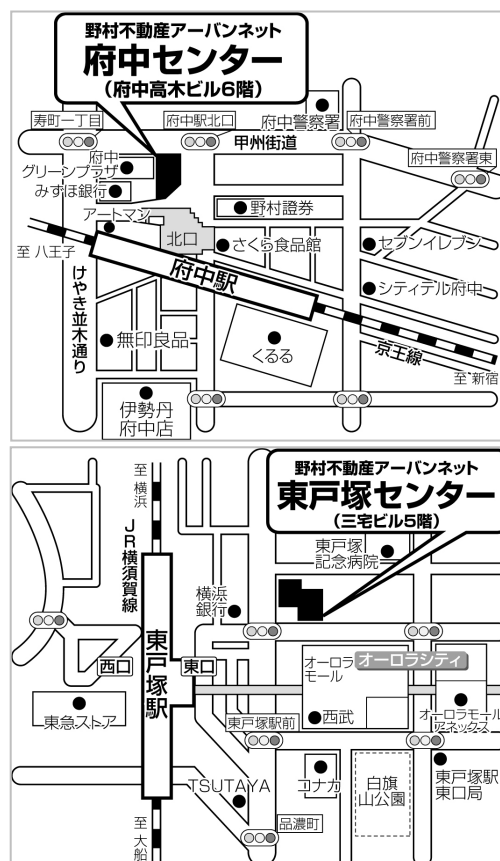 野村不動産アーバンネット
府中センター
(府中高木ビル6階)
寿町一丁目
府中駅北口
府中警察署
府中警察署前
甲州街道
府中警察署東
府中
グリーンプラザ
みずほ銀行
野村證券
アートマン
北口
さくら食品館
セブンイレブン
至 八王子
府中駅
シティテル府中
けやき並木通り
無印良品
くるる
京王線
至 新宿
伊勢丹
府中店
野村不動産アーバンネット
東戸塚センター
(三宅ビル5階)
至横浜
JR横須賀線
東戸塚
記念病院
横浜
銀行
東戸塚駅
西口
東口
オーロラ
モール
オーロラシティ
東急ストア
東戸塚駅前
西武
オーロラモール
アネックス
TSUTAYA
コナカ
白旗
山公園
東戸塚駅
東口局
品濃町
至大船